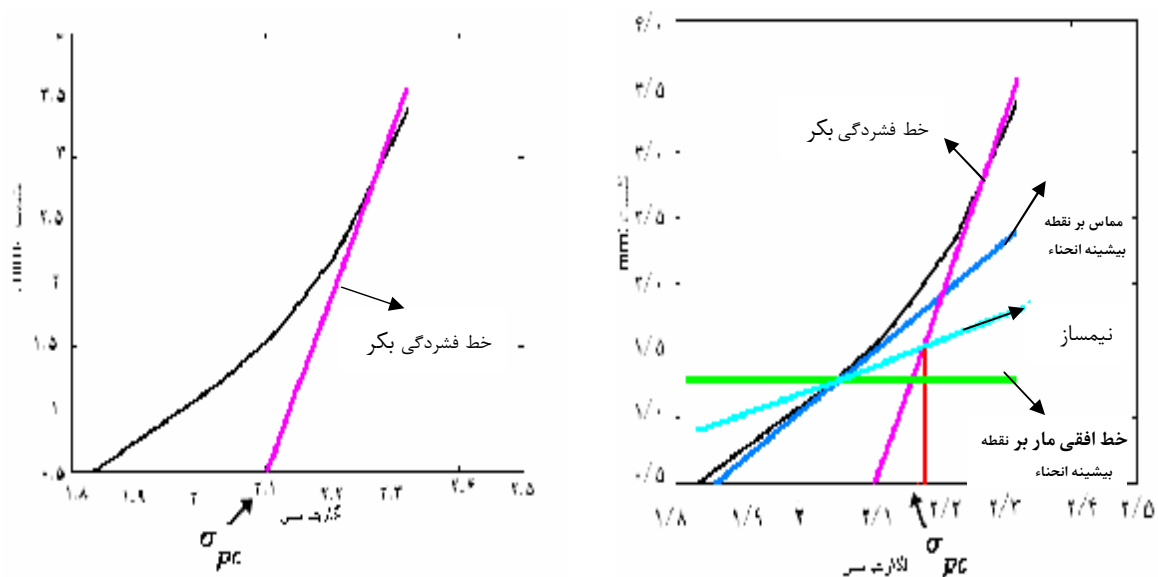 ۴
۳.۵
۳
۲.۵
۲
۱.۵
۱
۰.۵
mm
خط فشردگی بکر
۱.۸
۱.۹
۲
۲.۱
۲.۲
۲.۳
۲.۴
۲.۵
σpc
۴/۰
۳/۵
۳/۰
۲/۵
۲/۰
۱/۵
۱/۰
۰/۵
mm
خط فشردگی بکر
مماس بر نقطه
بیشینه انحناء
نیمساز
خط افقی مار بر نقطه
بیشینه انحناء
۱/۸
۱/۹
۲
۲/۱
۲/۲
۲/۳
۲/۴
۲/۵
σpc